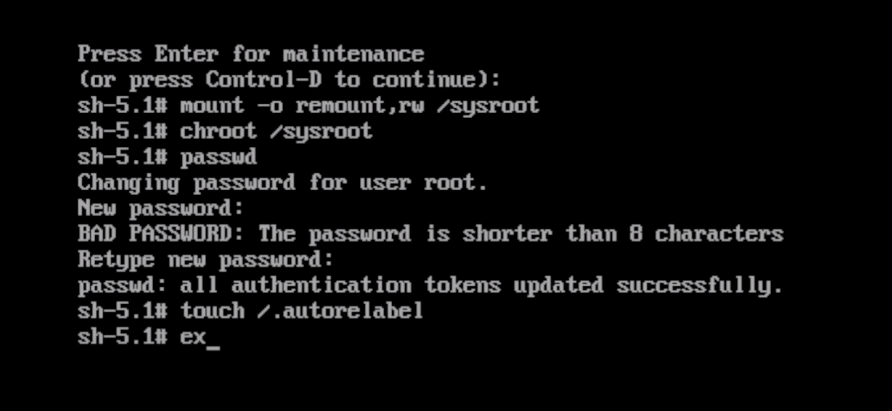 Press Enter for maintenance
(or press Control-D to continue):
sh-5.1# mount -o remount,rw /sysroot
sh-5.1# chroot /sysroot
sh-5.1# passwd
Changing password for user root.
New password:
BAD PASSWORD: The password is shorter than 8 characters
Retype new password:
passwd: all authentication tokens updated successfully.
sh-5.1# touch /.autorelabel
sh-5.1# ex_